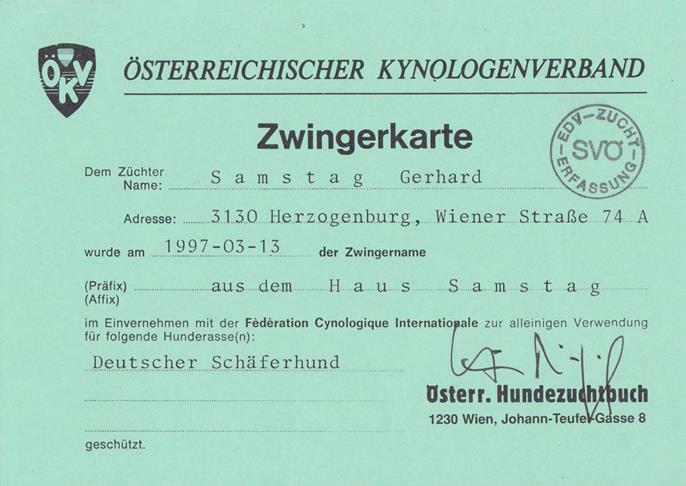 ÖKV
ÖSTERREICHISCHER KYNOLOGENVERBAND
Zwingerkarte
EDV-ZUCHT-ERFASSUNG
SVÖ
Dem Züchter
Name: Samstag Gerhard
Adresse: 3130 Herzogenburg, Wiener Straße 74 A
wurde am 1997-03-13 der Zwingername
(Präfix) aus dem Haus Samstag
(Affix)
im Einvernehmen mit der Fèdèration Cynologique Internationale zur alleinigen Verwendung
für folgende Hunderasse(n):
Deutscher Schäferhund
Österr. Hundezuchtbuch
1230 Wien, Johann-Teufel-Gasse 8
geschützt.